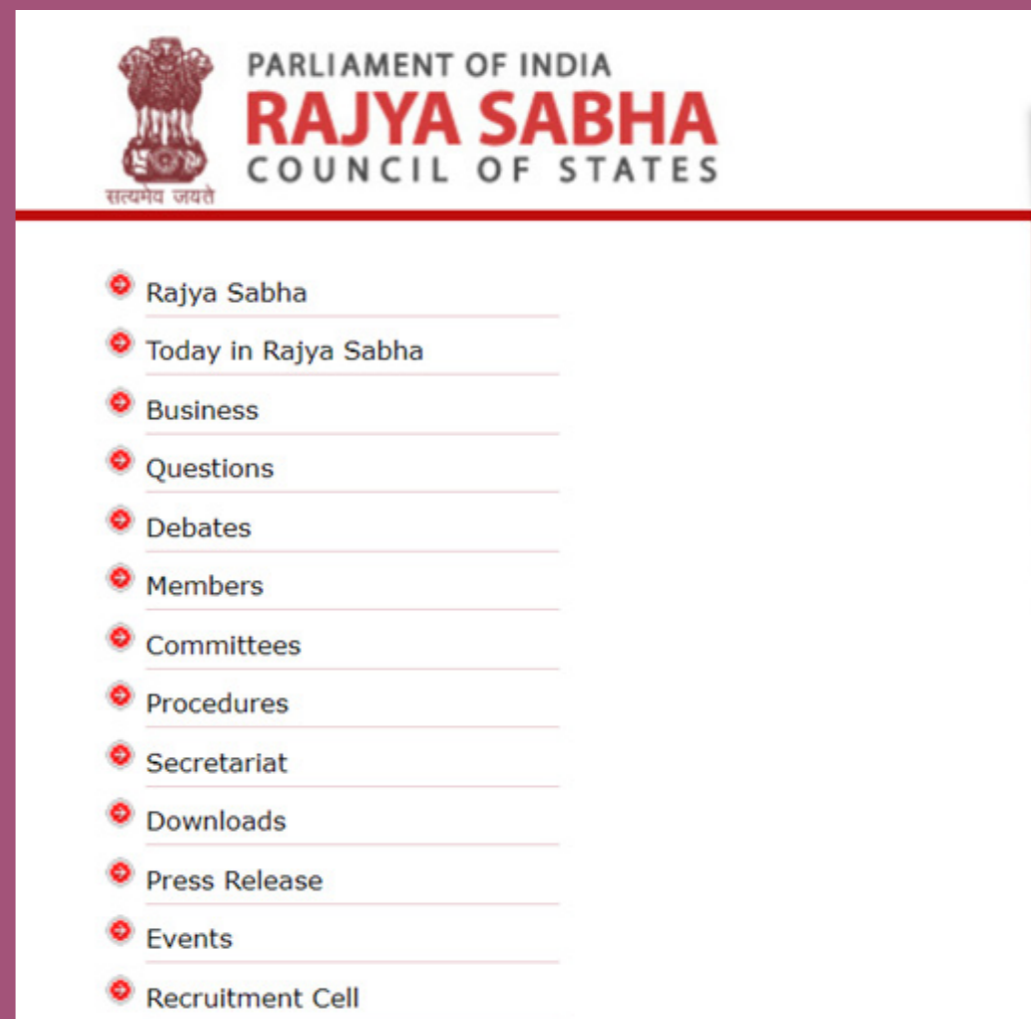 PARLIAMENT OF INDIA
RAJYA SABHA
COUNCIL OF STATES
सत्यमेव जयते
Rajya Sabha
Today in Rajya Sabha
Business
Questions
Debates
Members
Committees
Procedures
Secretariat
Downloads
Press Release
Events
Recruitment Cell